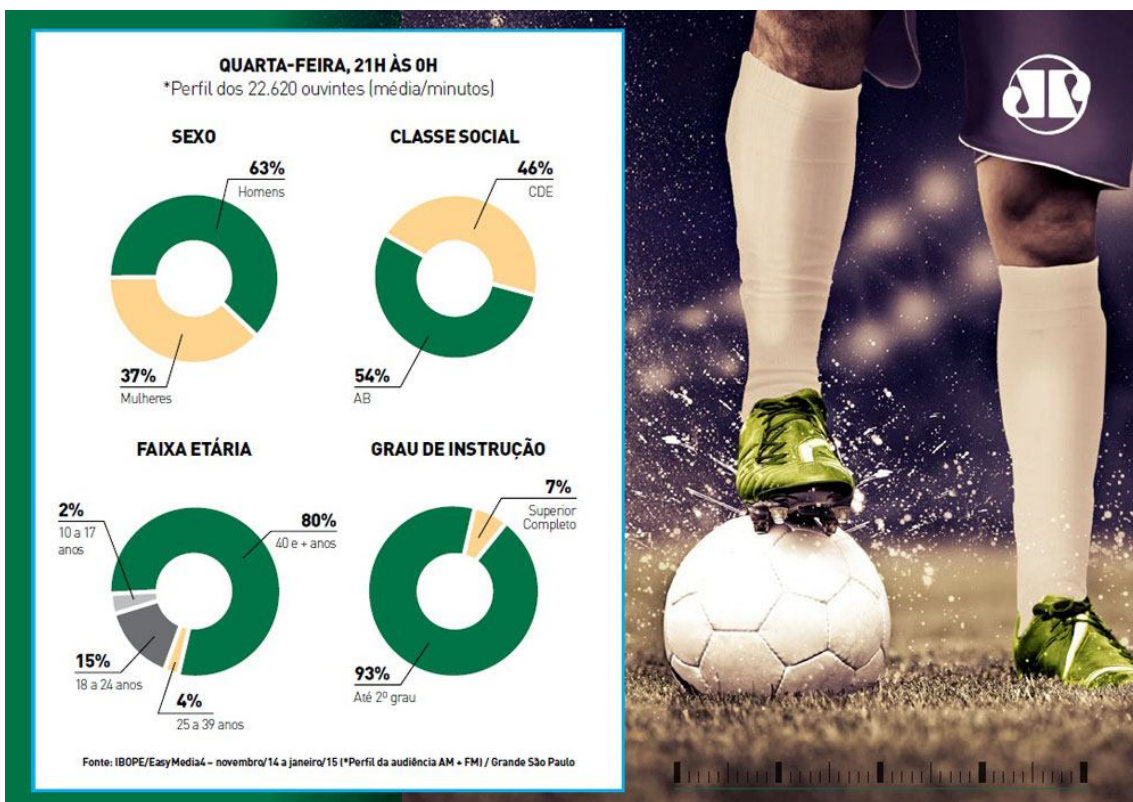 QUARTA-FEIRA, 21H ÀS 0H
*Perfil dos 22.620 ouvintes (média/minutos)
SEXO
63%
Homens
37%
Mulheres
CLASSE SOCIAL
46%
CDE
54%
AB
FAIXA ETÁRIA
2%
10 a 17
anos
80%
40 e + anos
15%
18 a 24 anos
4%
25 a 39 anos
GRAU DE INSTRUÇÃO
7%
Superior
Completo
93%
Até 2º grau
Fonte: IBOPE/EasyMedia4 – novembro/14 a janeiro/15 (*Perfil da audiência AM + FM) / Grande São Paulo
JP